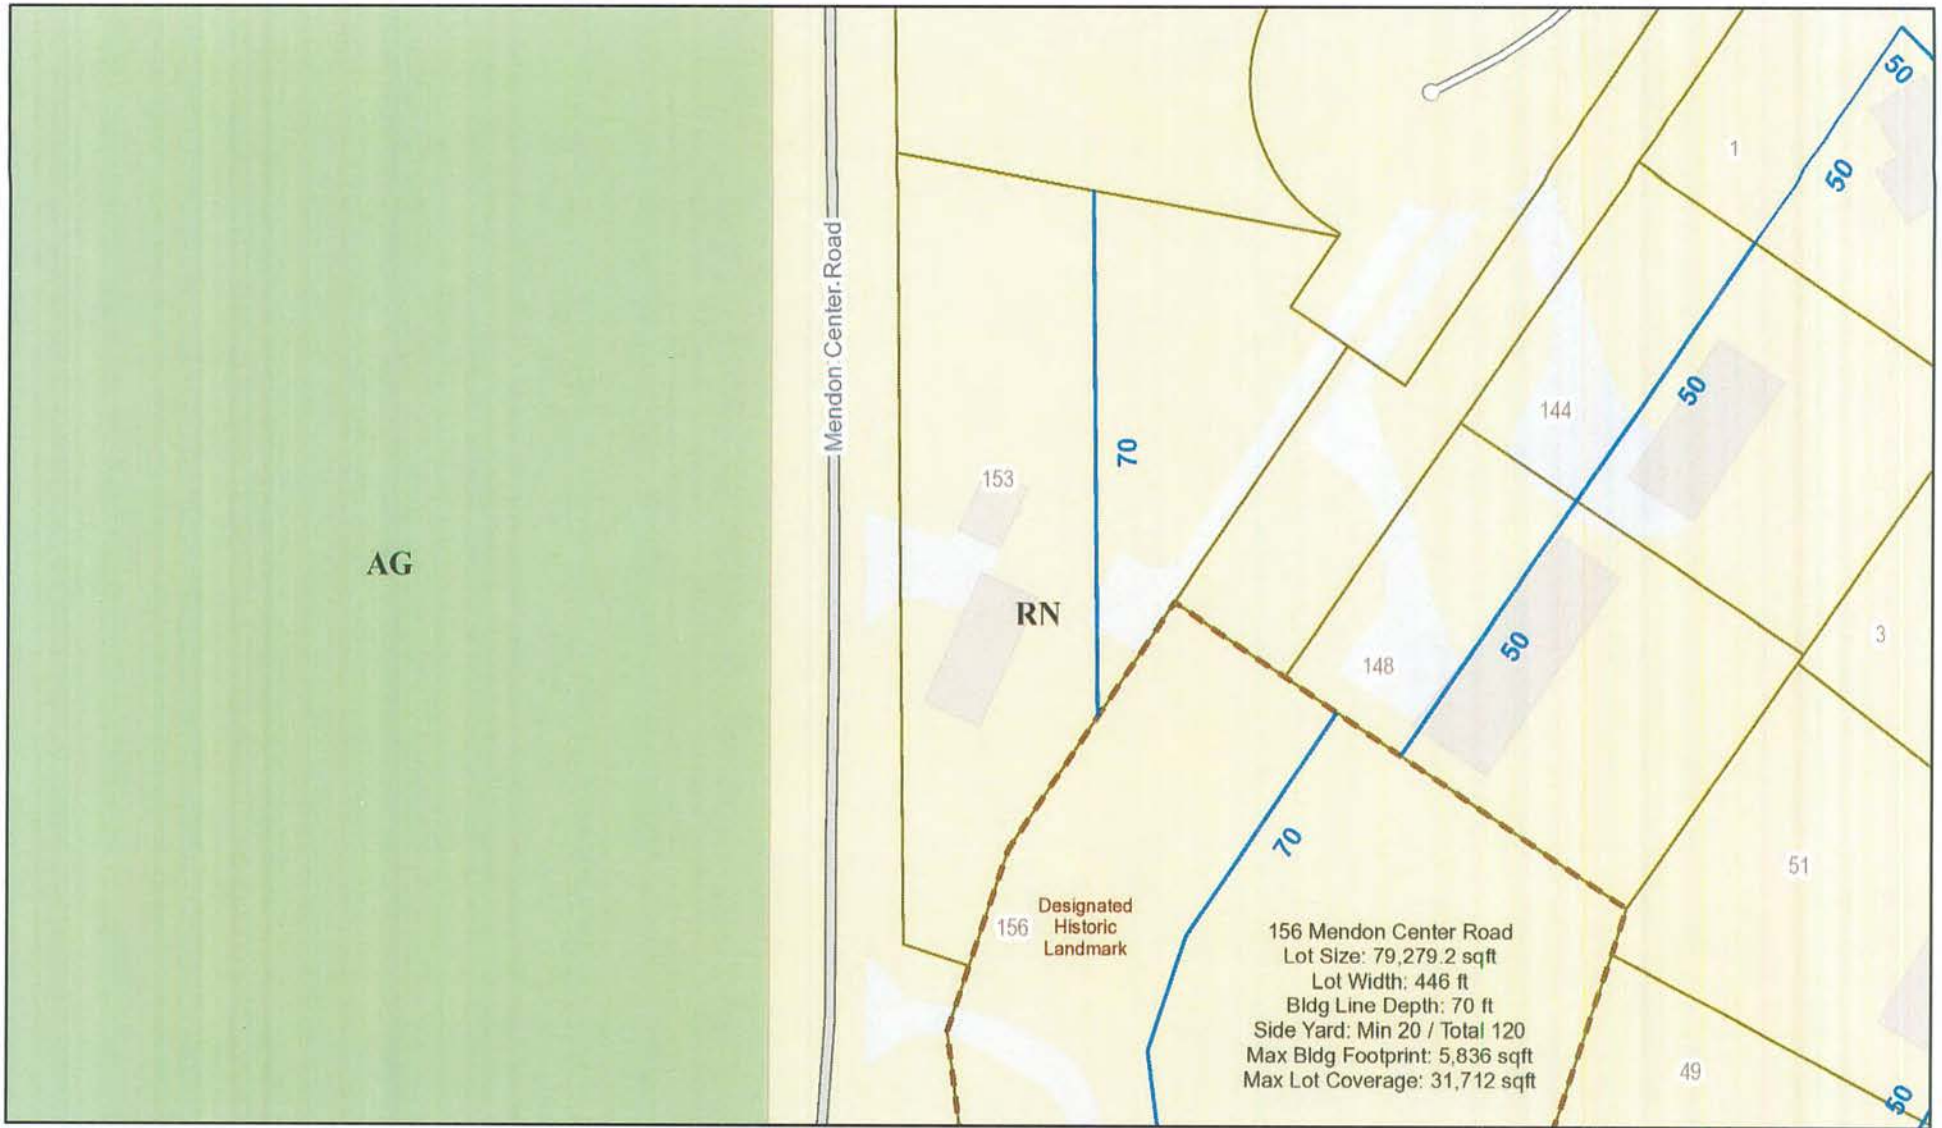 50
1
50
Mendon Center Road
50
144
70
153
AG
RN
3
50
148
70
51
Designated
Historic
Landmark
156
156 Mendon Center Road
Lot Size: 79,279.2 sqft
Lot Width: 446 ft
Bldg Line Depth: 70 ft
Side Yard: Min 20 / Total 120
Max Bldg Footprint: 5,836 sqft
Max Lot Coverage: 31,712 sqft
49
50